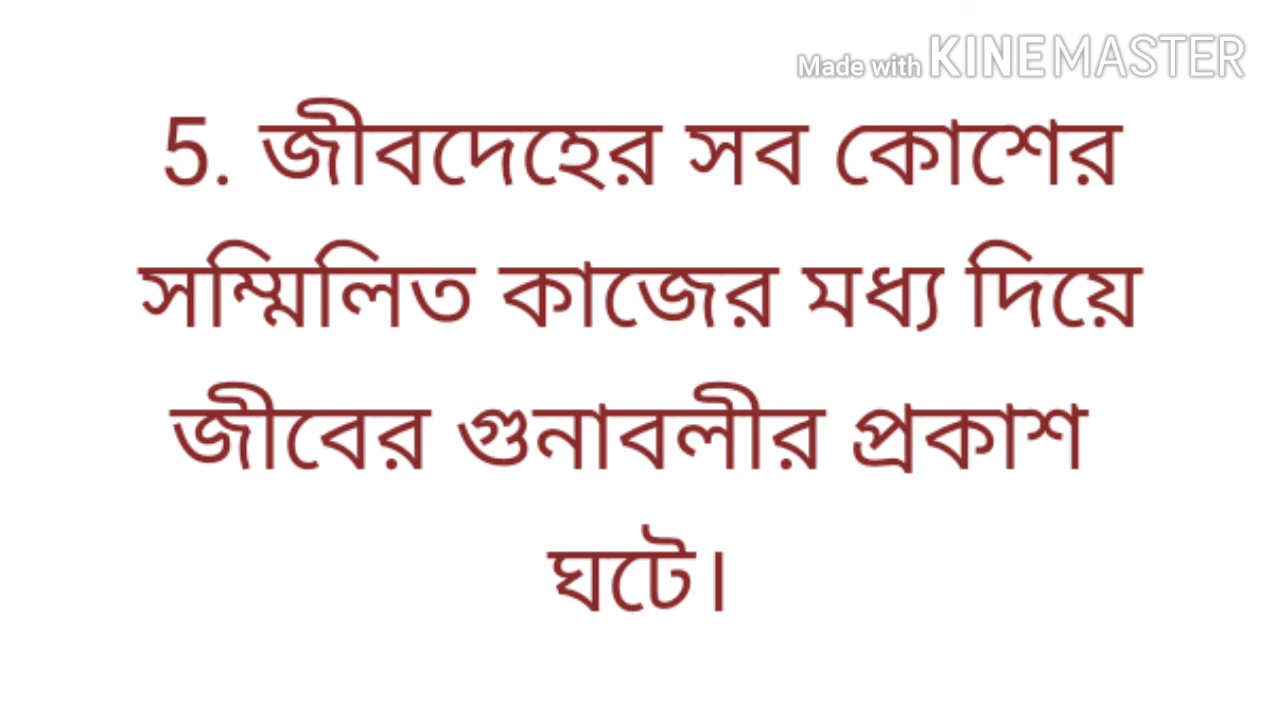 Made with KINEMASTER
5. জীবদেহের সব কোশের
সম্মিলিত কাজের মধ্য দিয়ে
জীবের গুনাবলীর প্রকাশ
ঘটে।